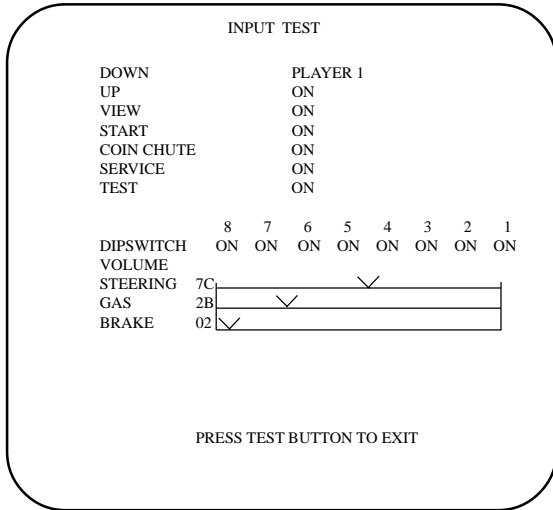 INPUT TEST
DOWN PLAYER 1
UP ON
VIEW ON
START ON
COIN CHUTE ON
SERVICE ON
TEST ON
8 7 6 5 4 3 2 1
DIPSWITCH ON ON ON ON ON ON ON ON
VOLUME
STEERING 7C
GAS 2B
BRAKE 02
PRESS TEST BUTTON TO EXIT